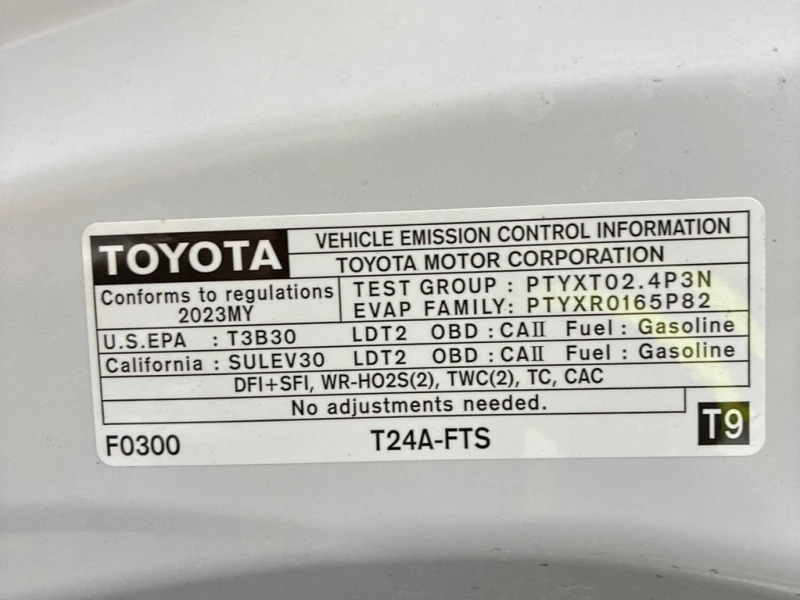 TOYOTA
VEHICLE EMISSION CONTROL INFORMATION
TOYOTA MOTOR CORPORATION
Conforms to regulations
2023MY
TEST GROUP : PTYXT02.4P3N
EVAP FAMILY: PTYXR0165P82
U.S.EPA : T3B30 LDT2 OBD : CAII Fuel : Gasoline
California : SULEV30 LDT2 OBD : CAII Fuel : Gasoline
DFI+SFI, WR-HO2S(2), TWC(2), TC, CAC
No adjustments needed.
F0300 T24A-FTS T9